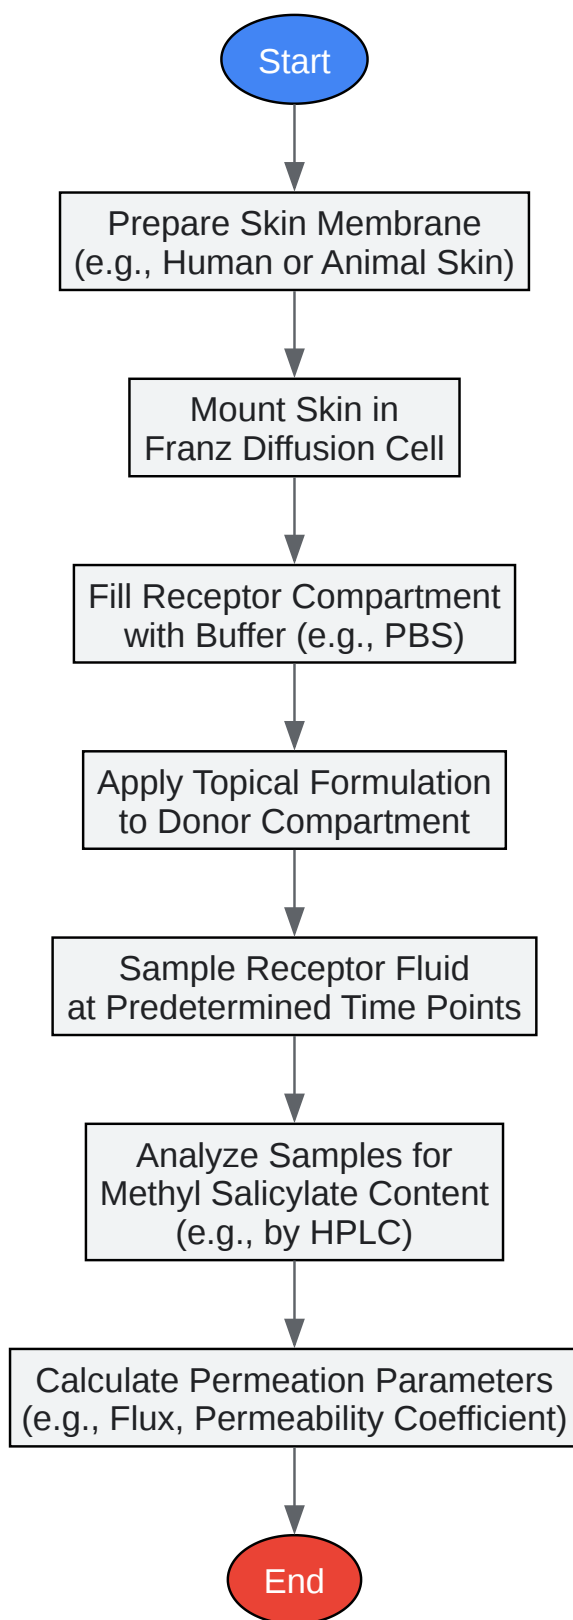 Start
Prepare Skin Membrane
(e.g., Human or Animal Skin)
Mount Skin in
Franz Diffusion Cell
Fill Receptor Compartment
with Buffer (e.g., PBS)
Apply Topical Formulation
to Donor Compartment
Sample Receptor Fluid
at Predetermined Time Points
Analyze Samples for
Methyl Salicylate Content
(e.g., by HPLC)
Calculate Permeation Parameters
(e.g., Flux, Permeability Coefficient)
End